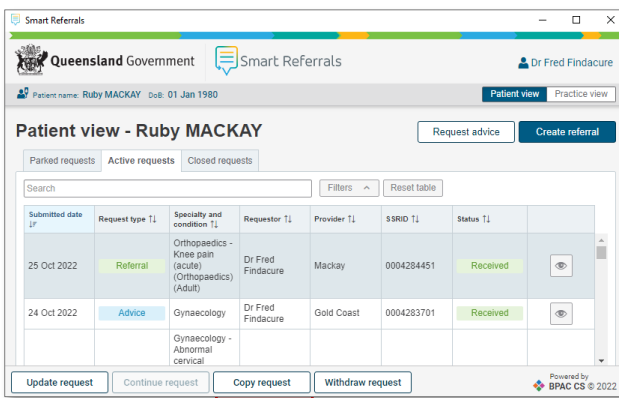 Smart Referrals
Queensland Government
Smart Referrals
Dr Fred Findacure
Patient name: Ruby MACKAY DoB: 01 Jan 1980
Patient view
Practice view
Patient view - Ruby MACKAY
Request advice
Create referral
Parked requests
Active requests
Closed requests
Search
Filters
Reset table
Submitted date
Request type
Specialty and
condition
Requestor
Provider
SSRID
Status
25 Oct 2022
Referral
Orthopaedics -
Knee pain
(acute)
(Orthopaedics)
(Adult)
Dr Fred
Findacure
Mackay
0004284451
Received
24 Oct 2022
Advice
Gynaecology
Dr Fred
Findacure
Gold Coast
0004283701
Received
Gynaecology -
Abnormal
cervical
Update request
Continue request
Copy request
Withdraw request
Powered by
BPAC CS © 2022